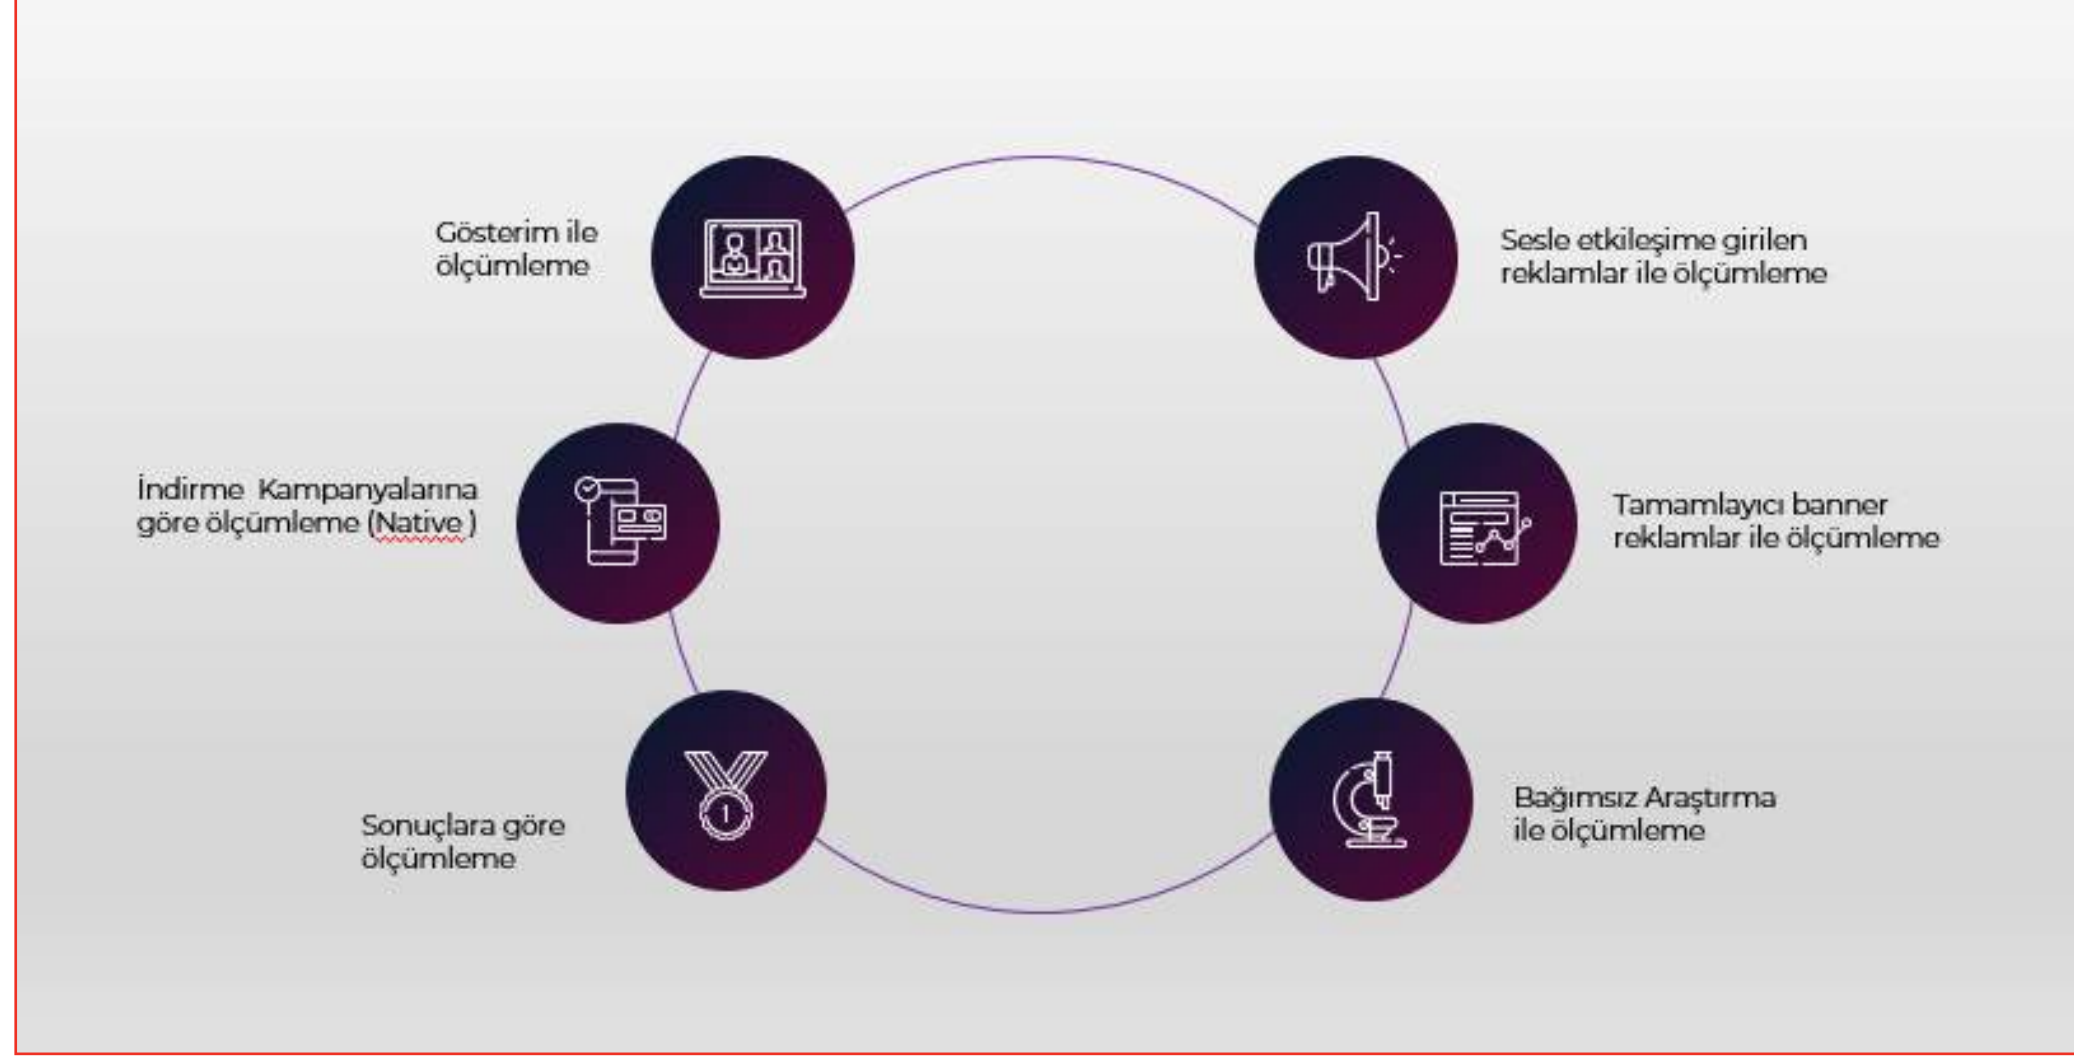 Gösterim ile
ölçümleme
Sesle etkileşime girilen
reklamlar ile ölçümleme
İndirme Kampanyalarına
göre ölçümleme (Native )
Tamamlayıcı banner
reklamlar ile ölçümleme
Sonuçlara göre
ölçümleme
1
Bağımsız Araştırma
ile ölçümleme